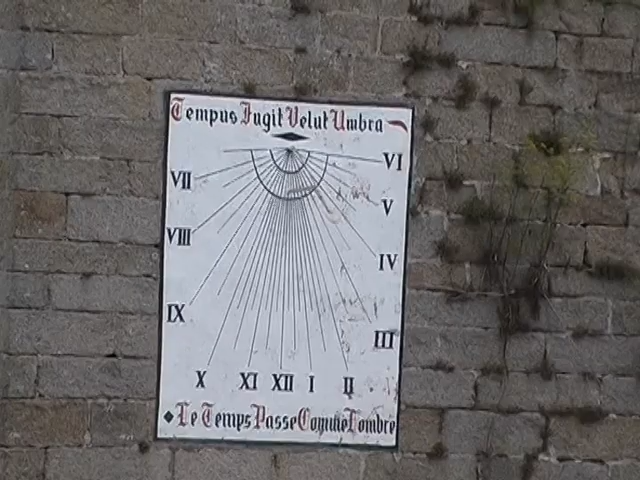 Tempus Fugit Velut Umbra
VI
VII
V
VIII
IV
IX
III
X XI XII I II
Le Temps Passe Comme L'ombre